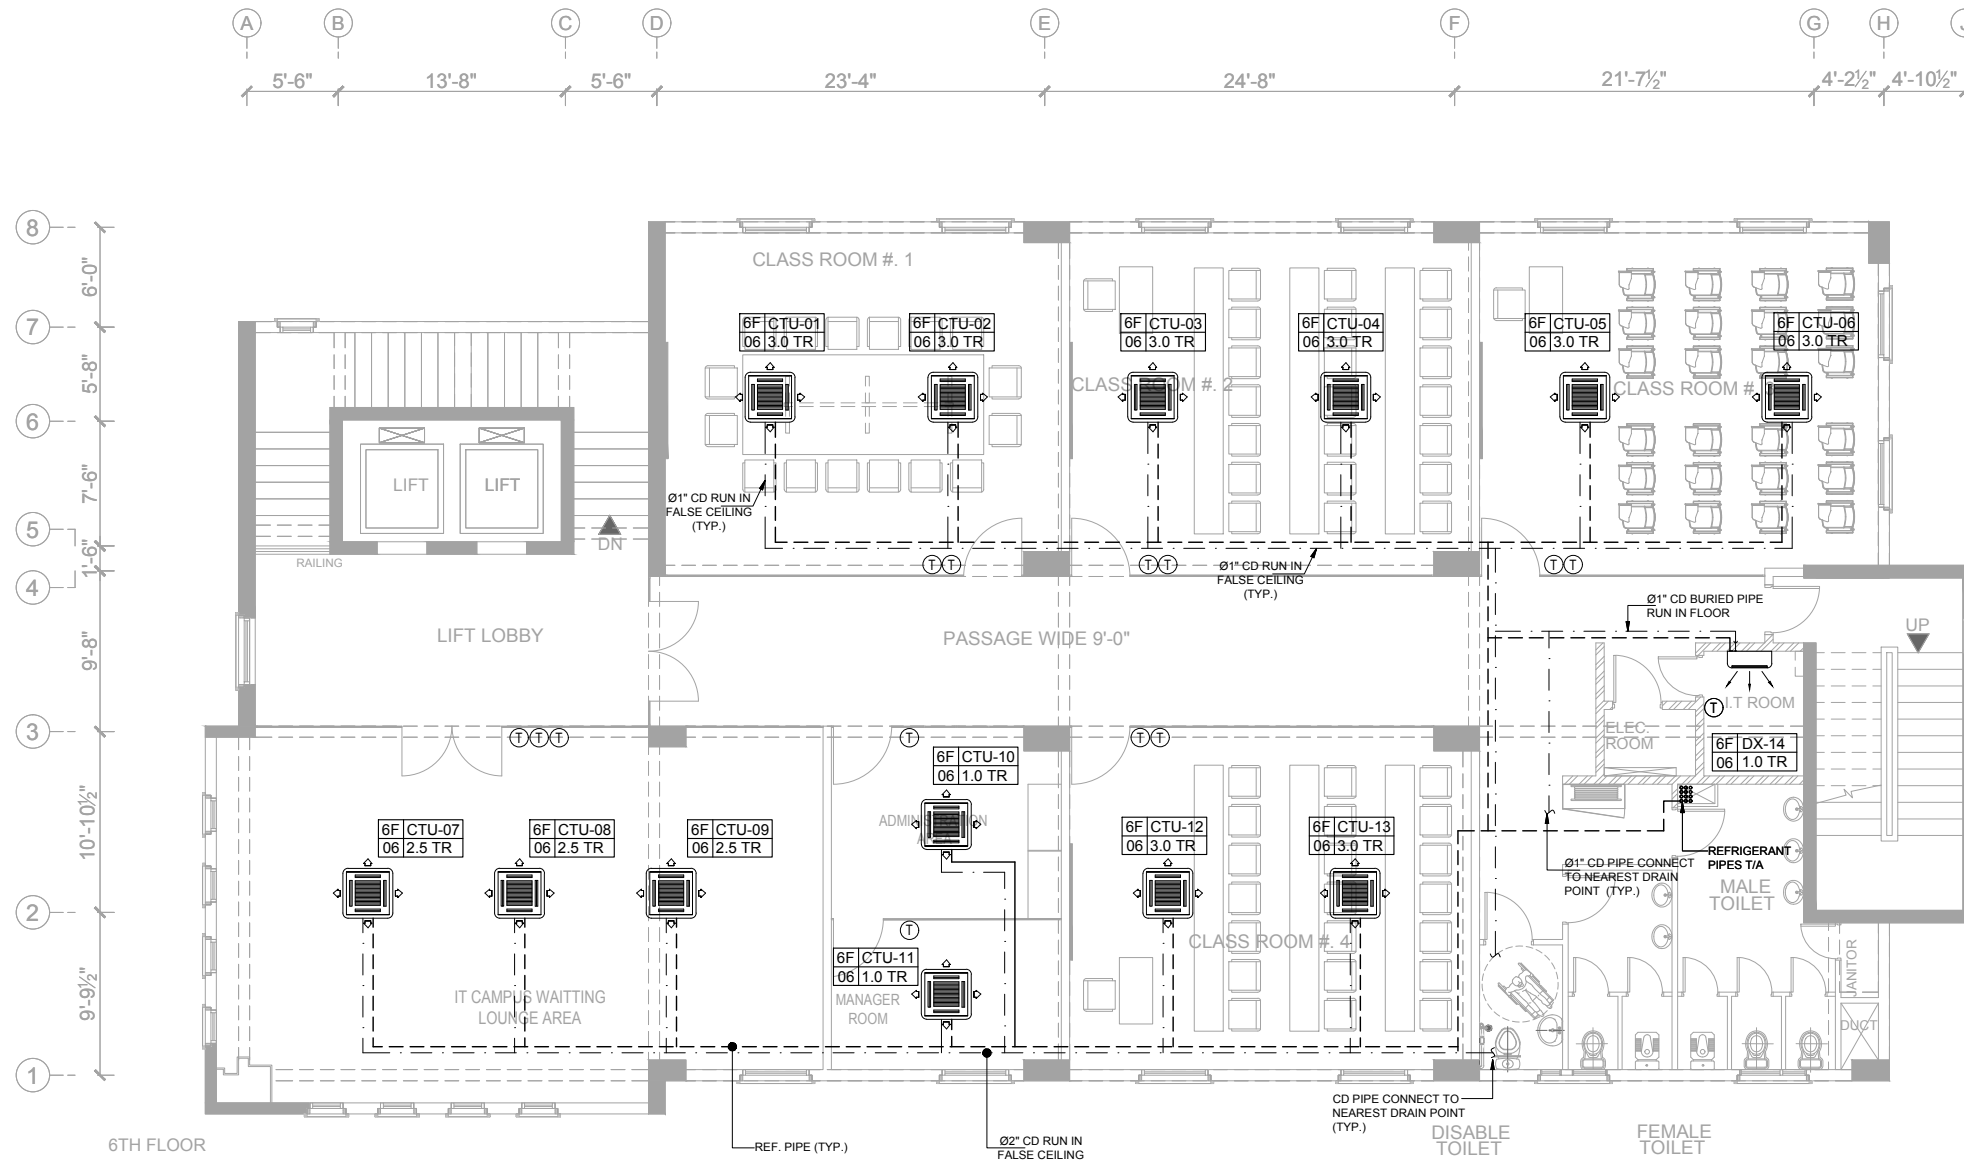 A B C D E F G H J
5'-6" 13'-8" 5'-6" 23'-4" 24'-8" 21'-7½" 4'-2½" 4'-10½"
8
6'-0"
7
5'-8"
6
7'-6"
5
1'-6"
4
9'-8"
3
10'-10½"
2
9'-9½"
1
CLASS ROOM #. 1
6F CTU-01
06 3.0 TR
6F CTU-02
06 3.0 TR
6F CTU-03
06 3.0 TR
6F CTU-04
06 3.0 TR
6F CTU-05
06 3.0 TR
6F CTU-06
06 3.0 TR
CLASS ROOM #. 2
CLASS ROOM #.
LIFT
LIFT
DN
RAILING
Ø1" CD RUN IN
FALSE CEILING
(TYP.)
Ø1" CD RUN IN
FALSE CEILING
(TYP.)
T T
T T
T T
LIFT LOBBY
PASSAGE WIDE 9'-0"
Ø1" CD BURIED PIPE
RUN IN FLOOR
UP
I.T ROOM
T
ELEC.
ROOM
6F DX-14
06 1.0 TR
T T T
T
T T
6F CTU-10
06 1.0 TR
ADMINISTRATION
AREA
6F CTU-07
06 2.5 TR
6F CTU-08
06 2.5 TR
6F CTU-09
06 2.5 TR
6F CTU-12
06 3.0 TR
6F CTU-13
06 3.0 TR
REFRIGERANT
PIPES T/A
Ø1" CD PIPE CONNECT
TO NEAREST DRAIN
POINT (TYP.)
MALE
TOILET
T
6F CTU-11
06 1.0 TR
MANAGER
ROOM
CLASS ROOM #. 4
IT CAMPUS WAITTING
LOUNGE AREA
JANITOR
DUCT
CD PIPE CONNECT TO
NEAREST DRAIN POINT
(TYP.)
REF. PIPE (TYP.)
Ø2" CD RUN IN
FALSE CEILING
DISABLE
TOILET
FEMALE
TOILET
6TH FLOOR